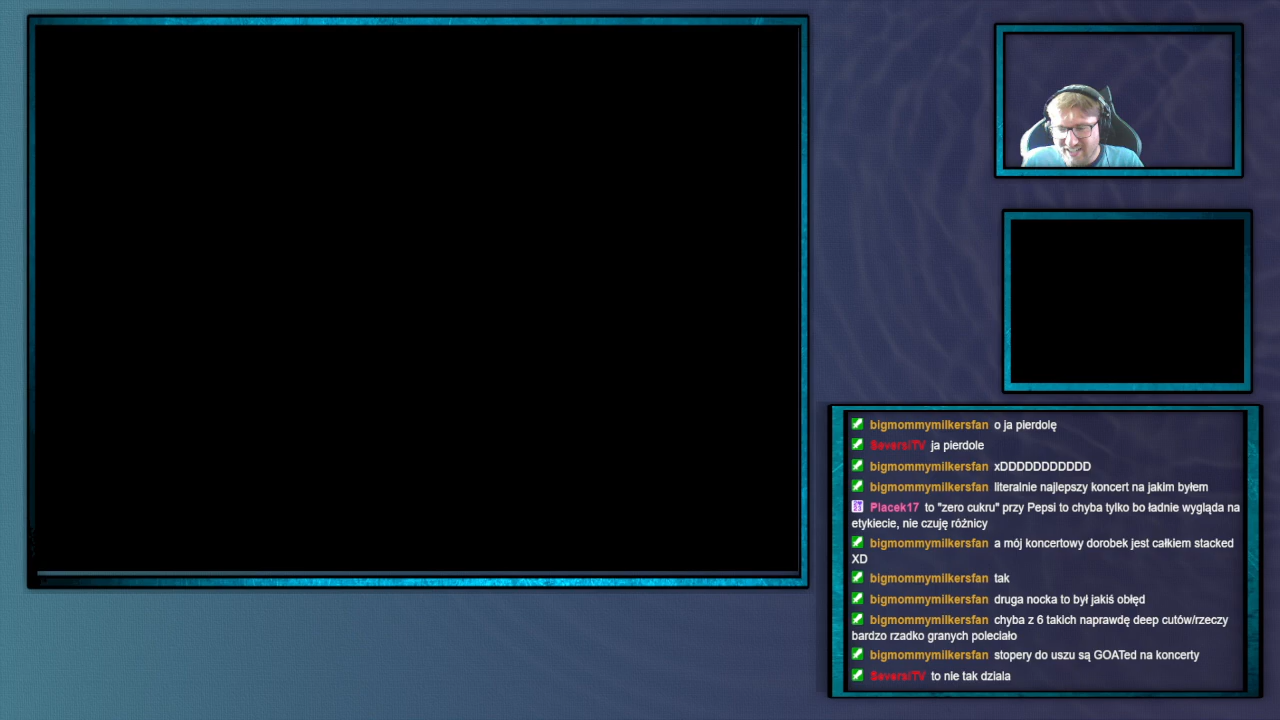 bigmommymilkersfan o ja pierdolę
SeversiTV ja pierdole
bigmommymilkersfan xDDDDDDDDDDD
bigmommymilkersfan literalnie najlepszy koncert na jakim byłem
Placek17 to "zero cukru" przy Pepsi to chyba tylko bo ładnie wygląda na
etykiecie, nie czuję różnicy
bigmommymilkersfan a mój koncertowy dorobek jest całkiem stacked
XD
bigmommymilkersfan tak
bigmommymilkersfan druga nocka to był jakiś obłęd
bigmommymilkersfan chyba z 6 takich naprawdę deep cutów/rzeczy
bardzo rzadko granych poleciało
bigmommymilkersfan stopery do uszu są GOATed na koncerty
SeversiTV to nie tak dziala